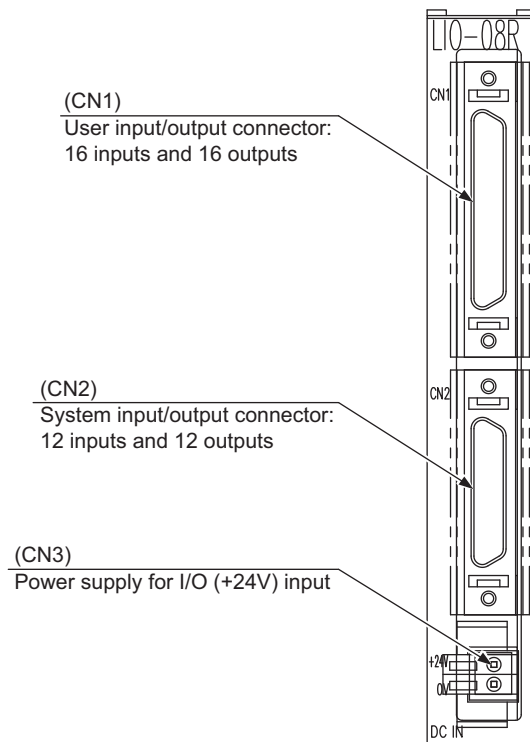 LIO-08R
(CN1)
User input/output connector:
16 inputs and 16 outputs
CN1
(CN2)
System input/output connector:
12 inputs and 12 outputs
CN2
(CN3)
Power supply for I/O (+24V) input
+24V
0V
DC IN